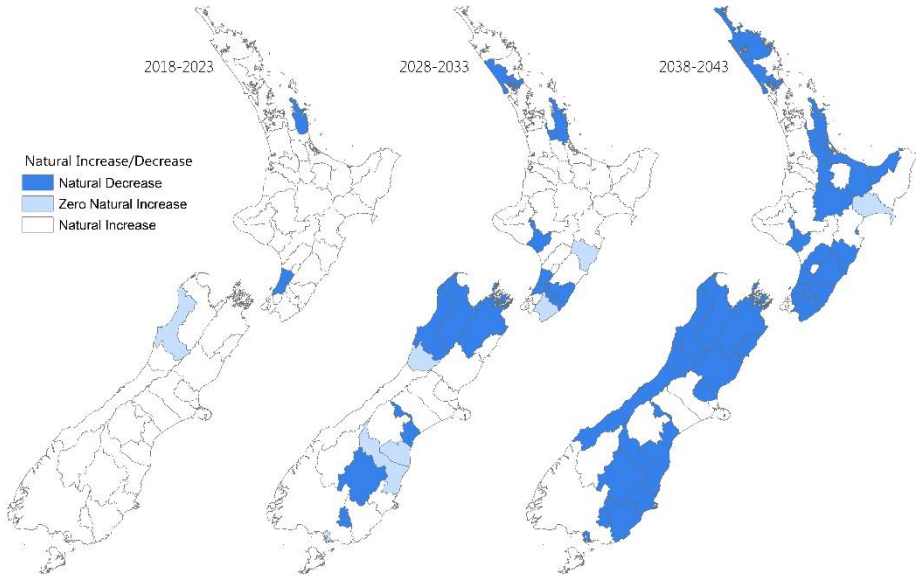 2018-2023
2028-2033
2038-2043
Natural Increase/Decrease
Natural Decrease
Zero Natural Increase
Natural Increase